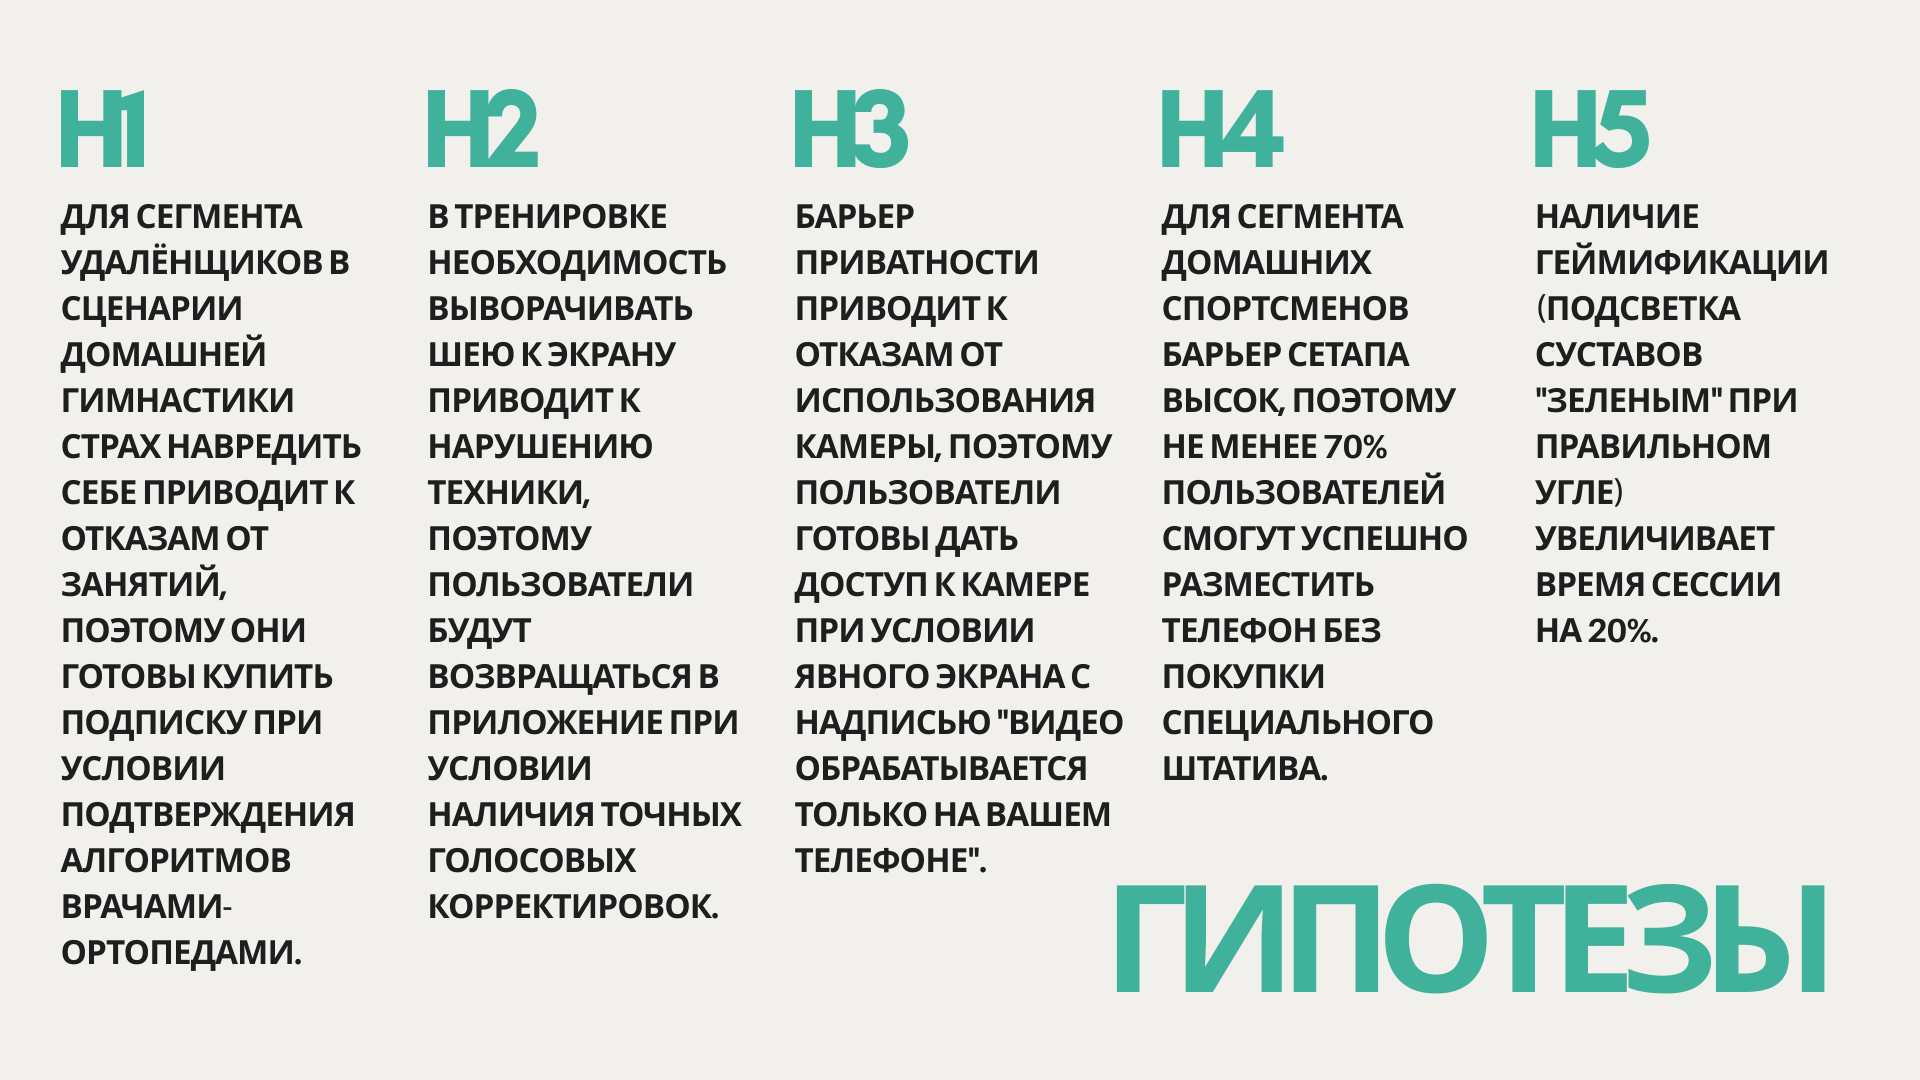 H1
ДЛЯ СЕГМЕНТА
УДАЛЁНЩИКОВ В
СЦЕНАРИИ
ДОМАШНЕЙ
ГИМНАСТИКИ
СТРАХ НАВРЕДИТЬ
СЕБЕ ПРИВОДИТ К
ОТКАЗАМ ОТ
ЗАНЯТИЙ,
ПОЭТОМУ ОНИ
ГОТОВЫ КУПИТЬ
ПОДПИСКУ ПРИ
УСЛОВИИ
ПОДТВЕРЖДЕНИЯ
АЛГОРИТМОВ
ВРАЧАМИ-
ОРТОПЕДАМИ.
H2
В ТРЕНИРОВКЕ
НЕОБХОДИМОСТЬ
ВЫВОРАЧИВАТЬ
ШЕЮ К ЭКРАНУ
ПРИВОДИТ К
НАРУШЕНИЮ
ТЕХНИКИ,
ПОЭТОМУ
ПОЛЬЗОВАТЕЛИ
БУДУТ
ВОЗВРАЩАТЬСЯ В
ПРИЛОЖЕНИЕ ПРИ
УСЛОВИИ
НАЛИЧИЯ ТОЧНЫХ
ГОЛОСОВЫХ
КОРРЕКТИРОВОК.
H3
БАРЬЕР
ПРИВАТНОСТИ
ПРИВОДИТ К
ОТКАЗАМ ОТ
ИСПОЛЬЗОВАНИЯ
КАМЕРЫ, ПОЭТОМУ
ПОЛЬЗОВАТЕЛИ
ГОТОВЫ ДАТЬ
ДОСТУП К КАМЕРЕ
ПРИ УСЛОВИИ
ЯВНОГО ЭКРАНА С
НАДПИСЬЮ "ВИДЕО
ОБРАБАТЫВАЕТСЯ
ТОЛЬКО НА ВАШЕМ
ТЕЛЕФОНЕ".
H4
ДЛЯ СЕГМЕНТА
ДОМАШНИХ
СПОРТСМЕНОВ
БАРЬЕР СЕТАПА
ВЫСОК, ПОЭТОМУ
НЕ МЕНЕЕ 70%
ПОЛЬЗОВАТЕЛЕЙ
СМОГУТ УСПЕШНО
РАЗМЕСТИТЬ
ТЕЛЕФОН БЕЗ
ПОКУПКИ
СПЕЦИАЛЬНОГО
ШТАТИВА.
H5
НАЛИЧИЕ
ГЕЙМИФИКАЦИИ
(ПОДСВЕТКА
СУСТАВОВ
"ЗЕЛЕНЫМ" ПРИ
ПРАВИЛЬНОМ
УГЛЕ)
УВЕЛИЧИВАЕТ
ВРЕМЯ СЕССИИ
НА 20%.
ГИПОТЕЗЫ